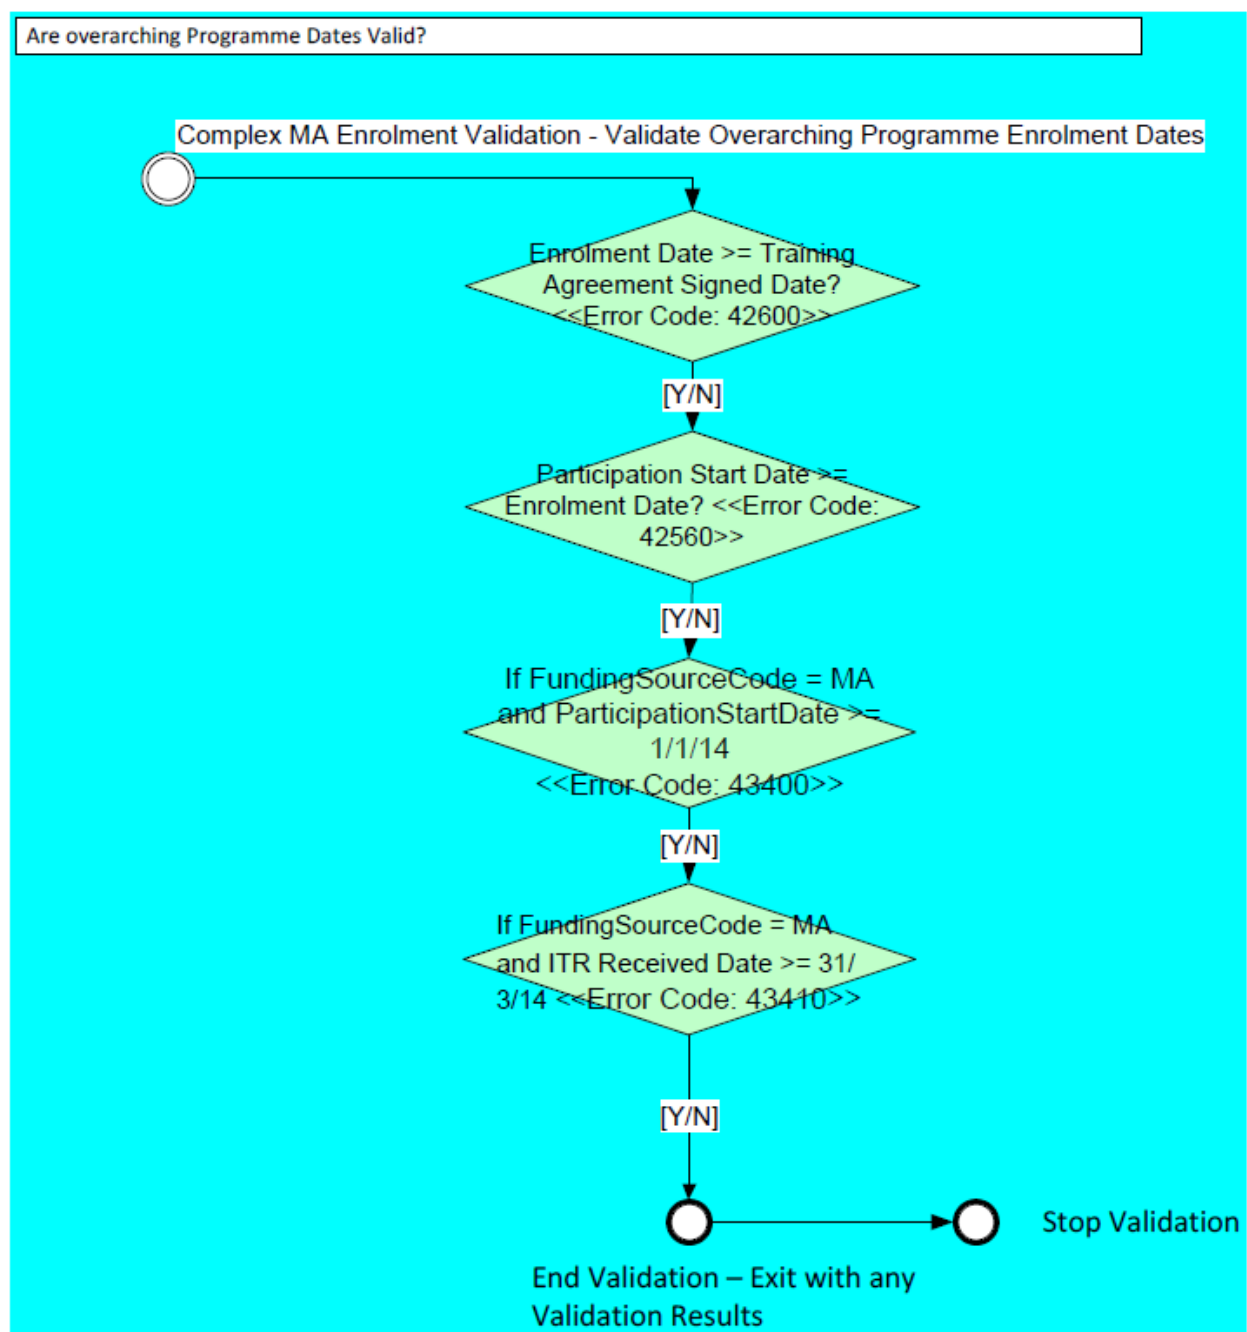 Are overarching Programme Dates Valid?
Complex MA Enrolment Validation - Validate Overarching Programme Enrolment Dates
Enrolment Date >= Training
Agreement Signed Date?
<<Error Code: 42600>>
[Y/N]
Participation Start Date >=
Enrolment Date? <<Error Code:
42560>>
[Y/N]
If FundingSourceCode = MA
and ParticipationStartDate >=
1/1/14
<<Error Code: 43400>>
[Y/N]
If FundingSourceCode = MA
and ITR Received Date >= 31/
3/14 <<Error Code: 43410>>
[Y/N]
Stop Validation
End Validation – Exit with any
Validation Results